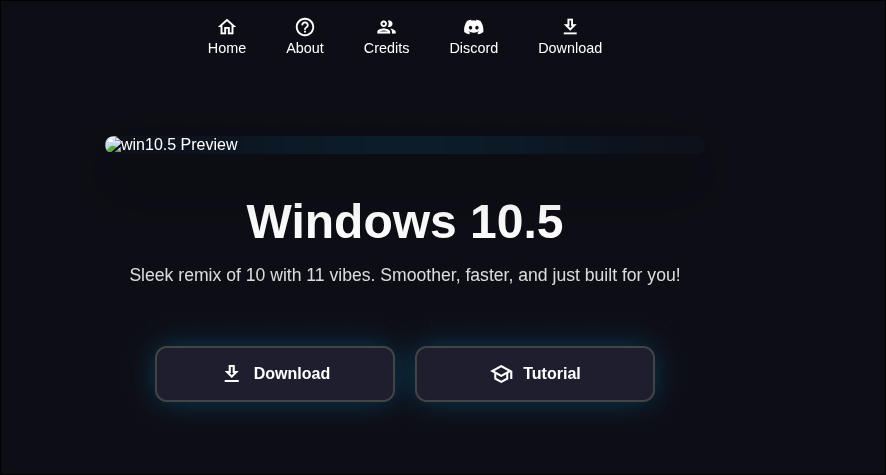 Home About Credits Discord Download
win10.5 Preview
Windows 10.5
Sleek remix of 10 with 11 vibes. Smoother, faster, and just built for you!
Download Tutorial